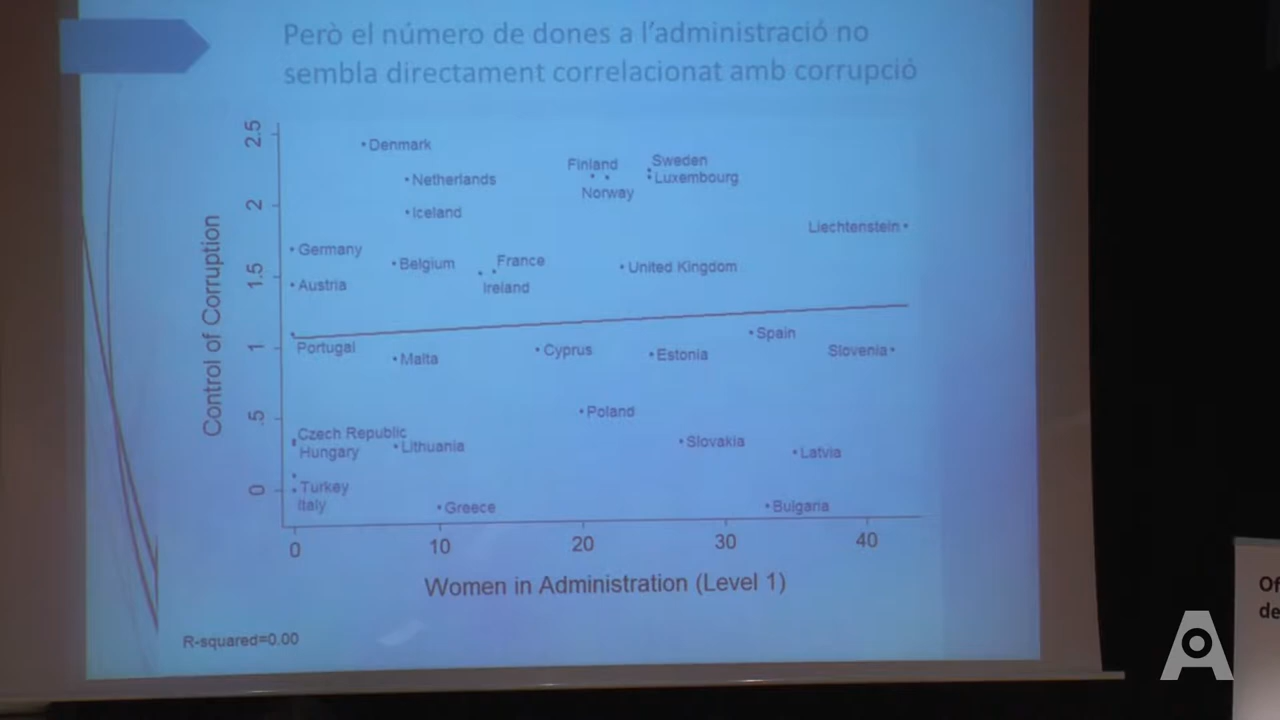 Però el número de dones a l'administració no
sembla directament correlacionat amb corrupció
2.5
Denmark
Finland
Sweden
Netherlands
Luxembourg
Norway
2
Iceland
Liechtenstein
Germany
France
Belgium
United Kingdom
1.5
Austria
Ireland
Control of Corruption
Spain
1
Portugal
Malta
Cyprus
Estonia
Slovenia
.5
Poland
Czech Republic
Hungary
Lithuania
Slovakia
Latvia
0
Turkey
Italy
Greece
Bulgaria
0
10
20
30
40
Women in Administration (Level 1)
R-squared=0.00
Of
de
A